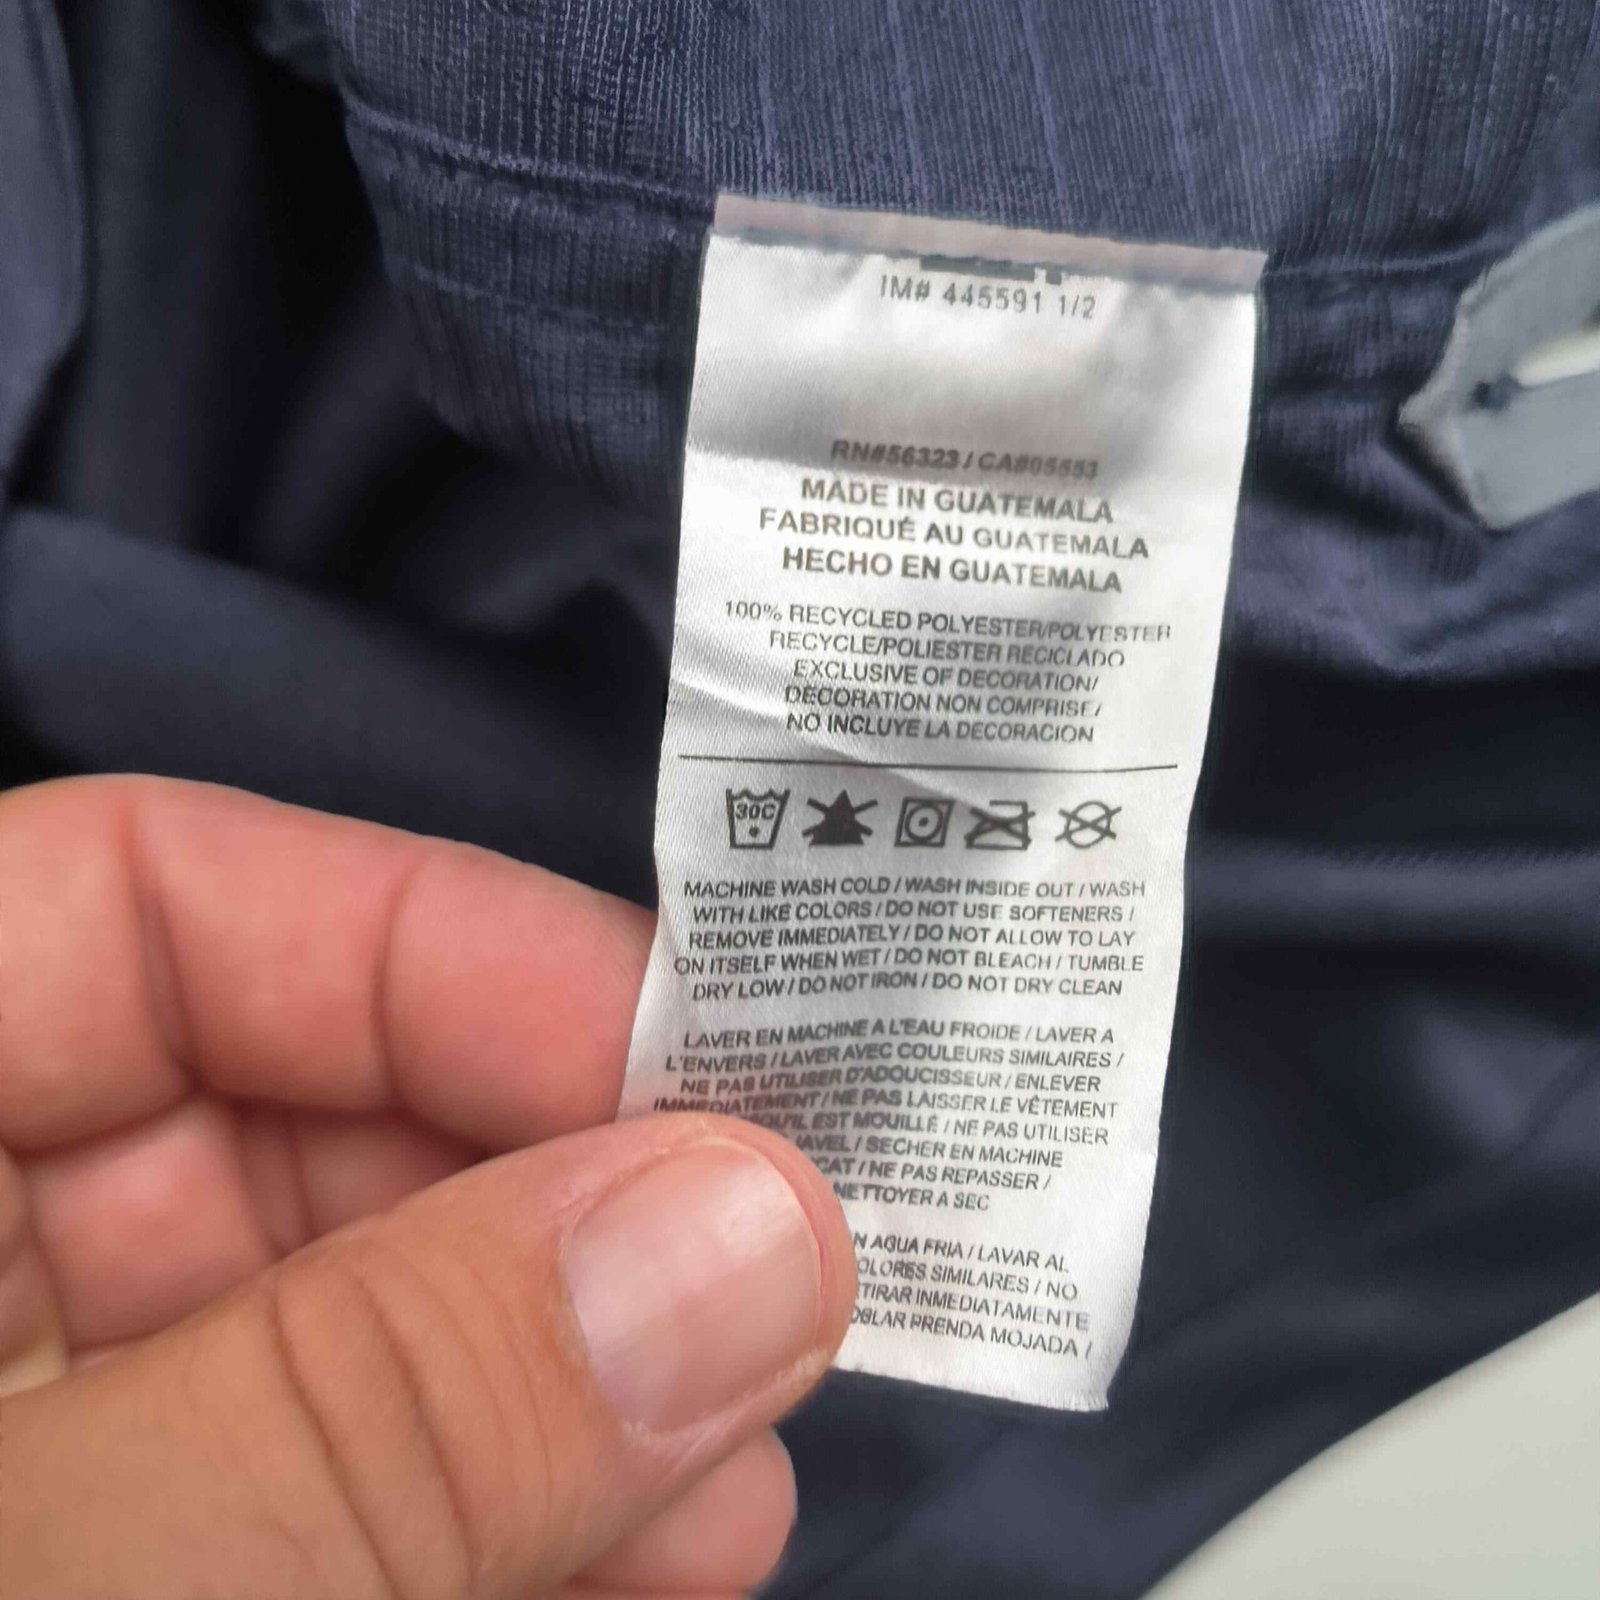 IM# 445591 1/2
RN#56323 / CA#05553
MADE IN GUATEMALA
FABRIQUÉ AU GUATEMALA
HECHO EN GUATEMALA
100% RECYCLED POLYESTER/POLYESTER
RECYCLE/POLIESTER RECICLADO
EXCLUSIVE OF DECORATION/
DÉCORATION NON COMPRISE/
NO INCLUYE LA DECORACION
30C
MACHINE WASH COLD / WASH INSIDE OUT / WASH
WITH LIKE COLORS / DO NOT USE SOFTENERS /
REMOVE IMMEDIATELY / DO NOT ALLOW TO LAY
ON ITSELF WHEN WET / DO NOT BLEACH / TUMBLE
DRY LOW / DO NOT IRON / DO NOT DRY CLEAN
LAVER EN MACHINE A L'EAU FROIDE / LAVER A
L'ENVERS / LAVER AVEC COULEURS SIMILAIRES /
NE PAS UTILISER D'ADOUCISSEUR / ENLEVER
IMMEDIATEMENT / NE PAS LAISSER LE VÊTEMENT
QU'IL EST MOUILLÉ / NE PAS UTILISER
JAVEL / SECHER EN MACHINE
/ NE PAS REPASSER /
NETTOYER A SEC
AGUA FRIA / LAVAR AL
SIMILARES / NO
INMEDIATAMENTE
PRENDA MOJADA /